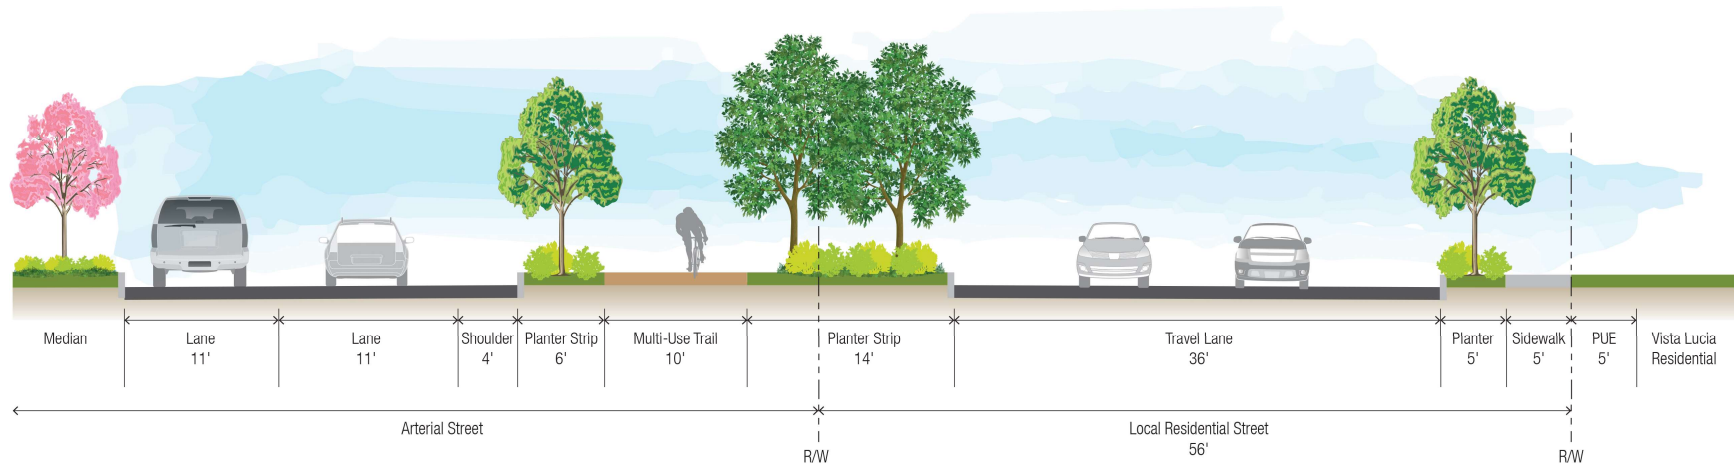 Median
Lane
11'
Lane
11'
Shoulder
4'
Planter Strip
6'
Multi-Use Trail
10'
Planter Strip
14'
Travel Lane
36'
Planter
5'
Sidewalk
5'
PUE
5'
Vista Lucia
Residential
Arterial Street
Local Residential Street
56'
R/W
R/W